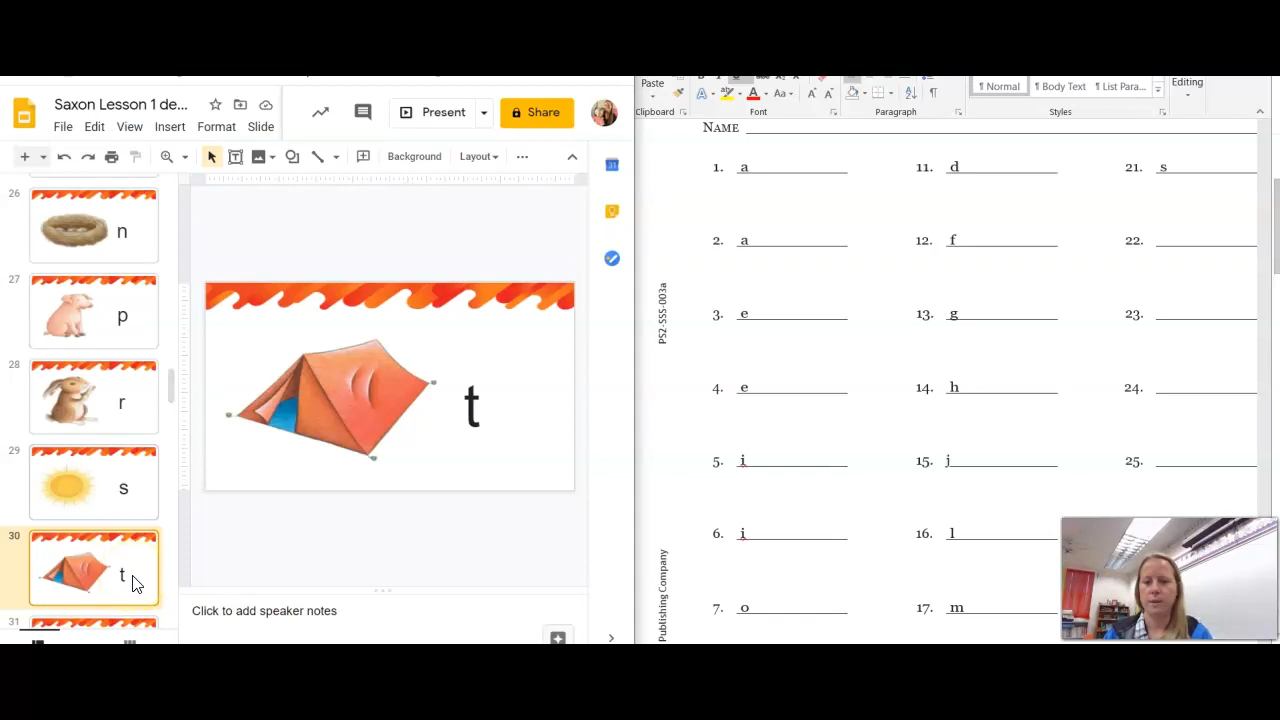 Saxon Lesson 1 de...
File Edit View Insert Format Slide
Present
Share
Background Layout
26
n
27
p
28
r
29
s
30
t
31
t
Click to add speaker notes
31
Paste
Clipboard
Font
Paragraph
¶ Normal
¶ Body Text
¶ List Para...
Styles
Editing
NAME
1. a
2. a
3. e
4. e
5. i
6. i
7. o
11. d
12. f
13. g
14. h
15. j
16. l
17. m
21. s
22.
23.
24.
25.
PS2-SSS-003a
Publishing Company